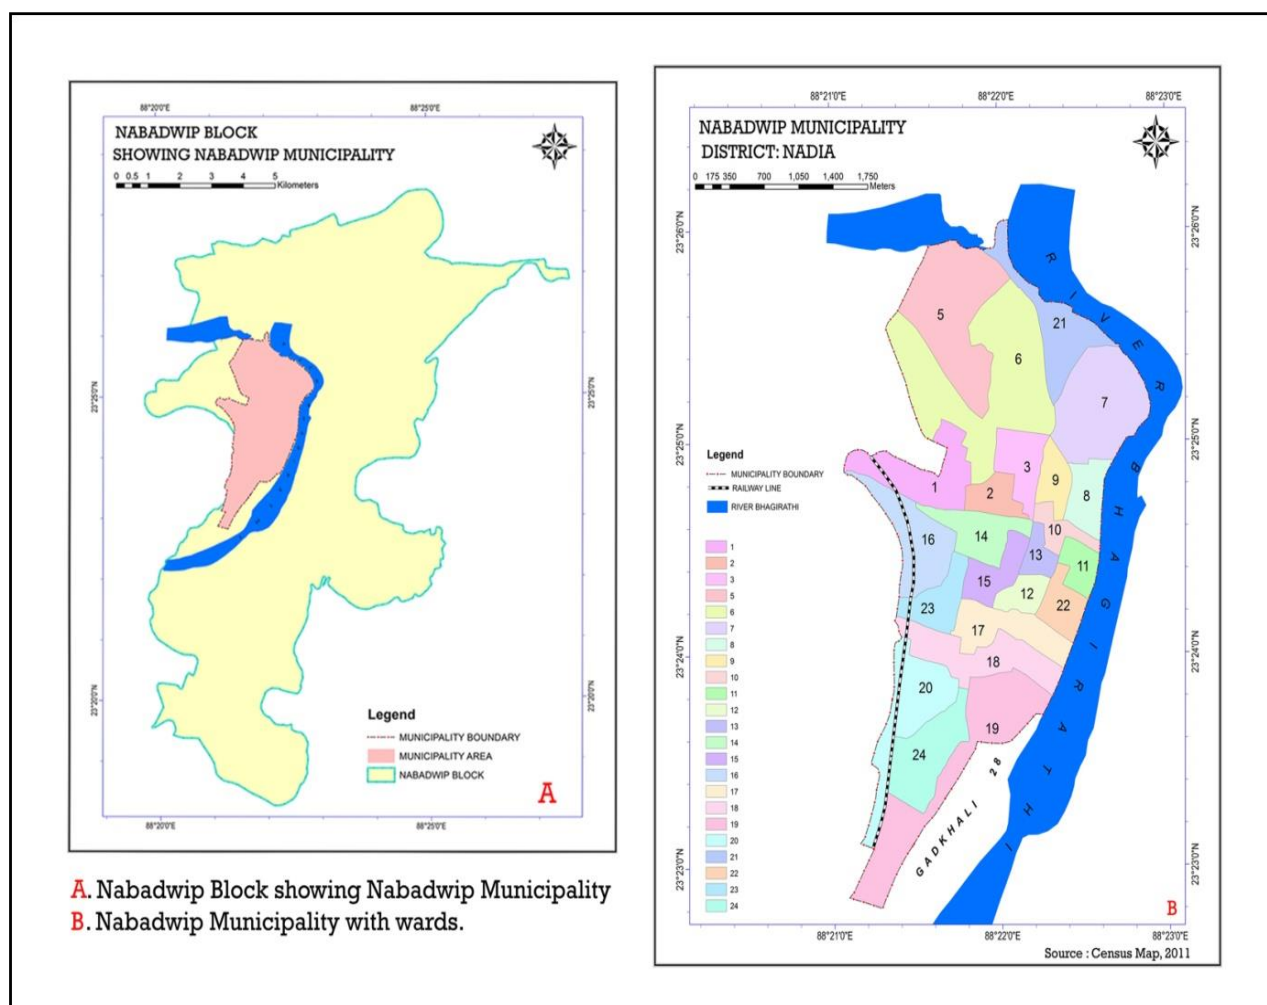 88°20'0"E
88°25'0"E
NABADWIP BLOCK
SHOWING NABADWIP MUNICIPALITY
0 0.5 1 2 3 4 5
Kilometers
23°25'0"N
23°25'0"N
23°20'0"N
23°20'0"N
Legend
MUNICIPALITY BOUNDARY
MUNICIPALITY AREA
NABADWIP BLOCK
A
88°20'0"E
88°25'0"E
A. Nabadwip Block showing Nabadwip Municipality
B. Nabadwip Municipality with wards.
88°21'0"E
88°22'0"E
88°23'0"E
NABADWIP MUNICIPALITY
DISTRICT: NADIA
0 175 350 700 1,050 1,400 1,750
Meters
23°26'0"N
23°26'0"N
23°25'0"N
23°25'0"N
23°24'0"N
23°24'0"N
23°23'0"N
23°23'0"N
RIVER BHAGIRATHI
5
21
6
7
3
9
1
2
8
10
14
16
13
11
15
12
22
23
17
18
20
19
24
GADKHALI 28
Legend
MUNICIPALITY BOUNDARY
RAILWAY LINE
RIVER BHAGIRATHI
1
2
3
5
6
7
8
9
10
11
12
13
14
15
16
17
18
19
20
21
22
23
24
B
88°21'0"E
88°22'0"E
88°23'0"E
Source : Census Map, 2011